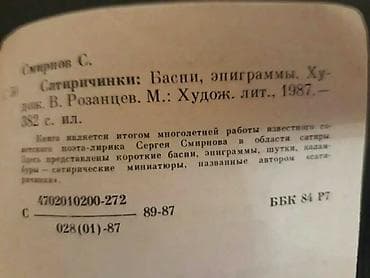 Смирнов С.
Сатиричинки: Басни, эпиграммы. Ху-
дож. В. Розанцев. М.: Худож. лит., 1987.—
382 с. ил.
Книга является итогом многолетней работы известного со-
ветского поэта-лирика Сергея Смирнова в области сатиры.
Здесь представлены короткие басни, эпиграммы, шутки, калам-
буры — сатирические миниатюры, названные автором «сати-
ричинки».
С 4702010200-272
028(01)-87 89-87
ББК 84 Р7